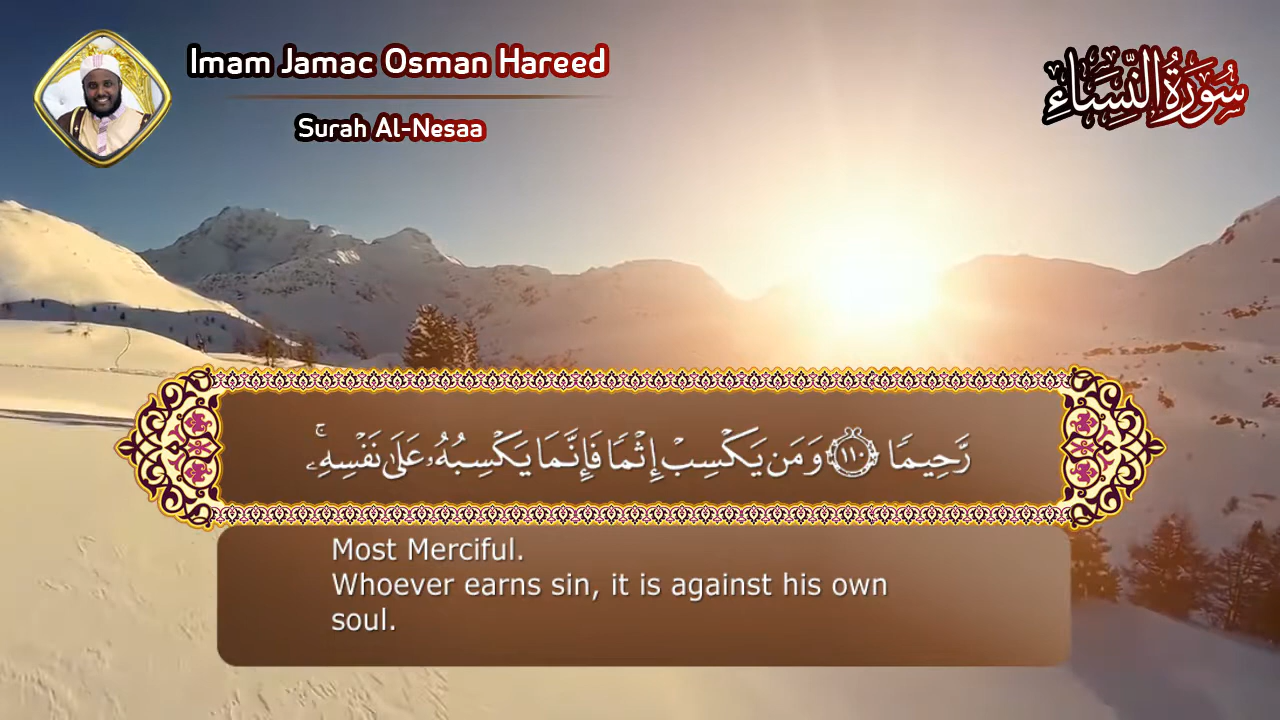 Imam Jamac Osman Hareed
Surah Al-Nesaa
سُورَةُ النِّسَاءِ
رَّحِيمًا ١١٠ وَمَن يَكْسِبْ إِثْمًا فَإِنَّمَا يَكْسِبُهُۥ عَلَىٰ نَفْسِهِۦۚ
Most Merciful.
Whoever earns sin, it is against his own
soul.